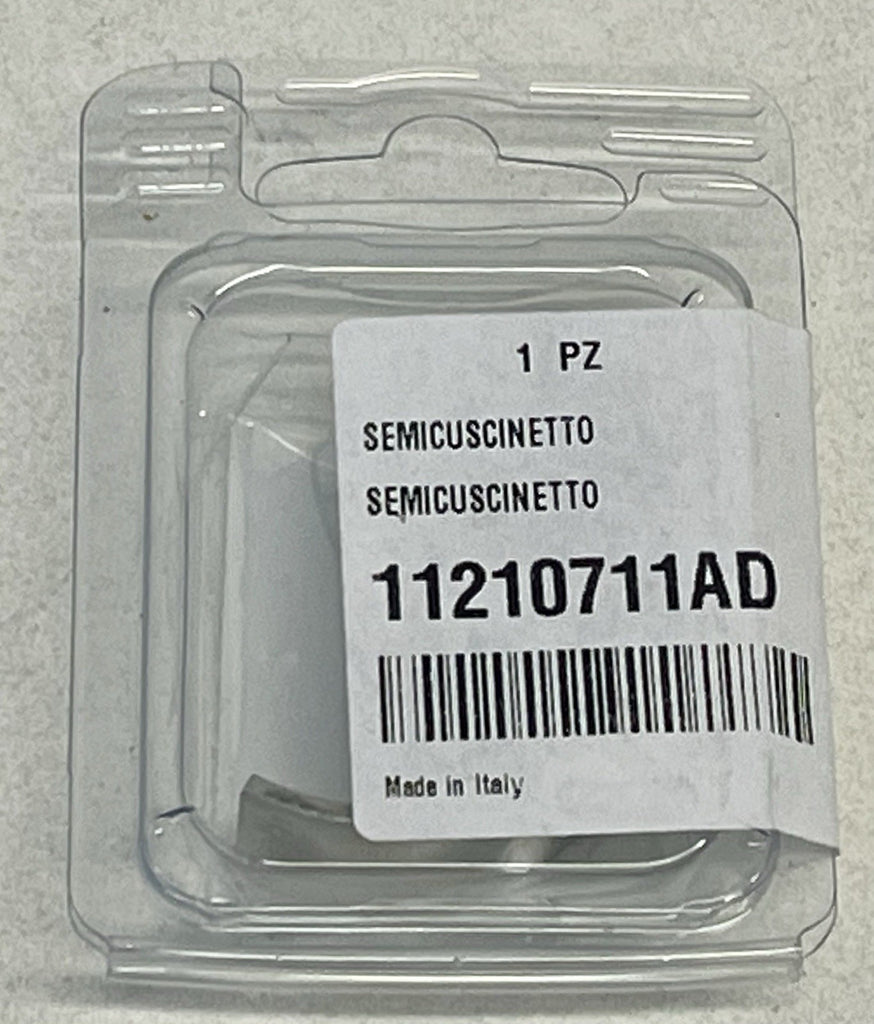 1 PZ
SEMICUSCINETTO
SEMICUSCINETTO
11210711AD
Made in Italy